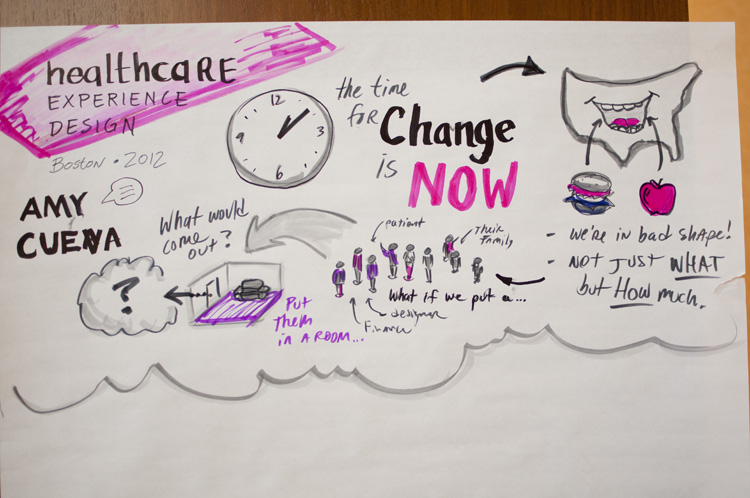 healthcare
EXPERIENCE
DESIGN
Boston • 2012
AMY
CUEVA
12
3
6
9
the time
for Change
is NOW
- We're in bad shape!
- Not just WHAT
but How much.
patient
their
family
What if we put a...
designer
Finance
Put
them
in a room...
What would
come
out?
?